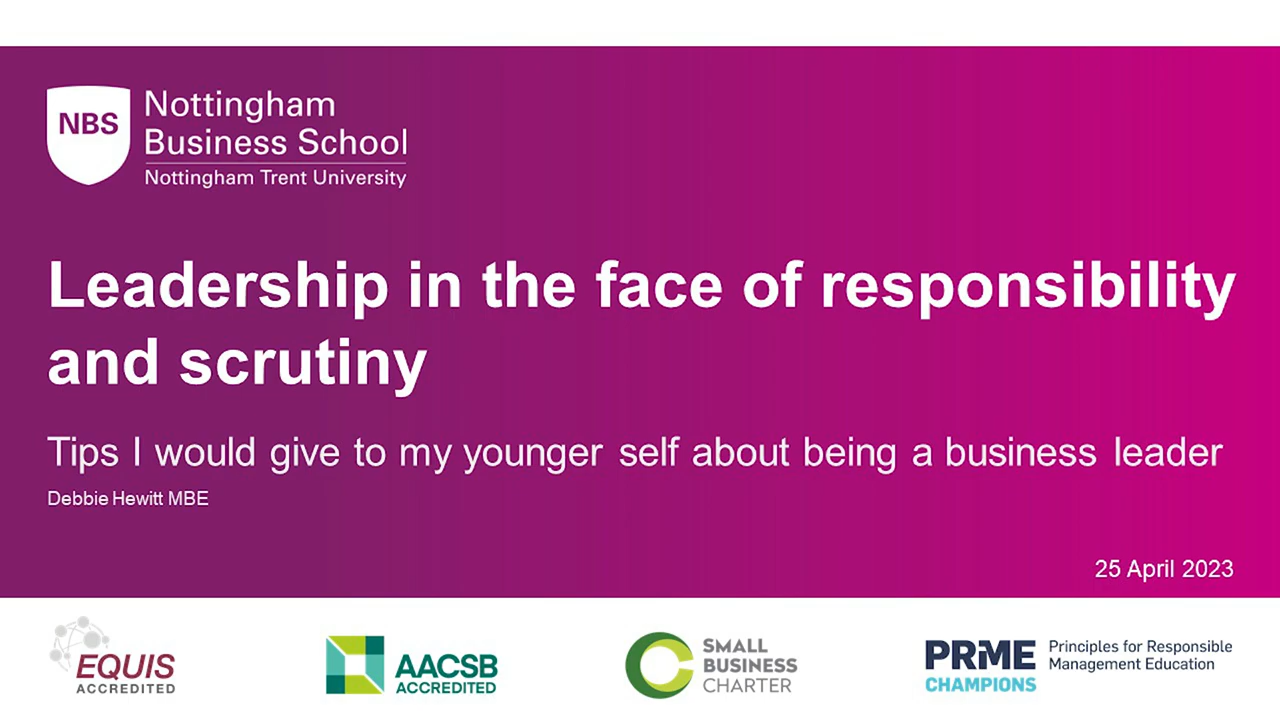 NBS
Nottingham
Business School
Nottingham Trent University
Leadership in the face of responsibility
and scrutiny
Tips I would give to my younger self about being a business leader
Debbie Hewitt MBE
25 April 2023
EQUIS
ACCREDITED
AACSB
ACCREDITED
SMALL
BUSINESS
CHARTER
PRME
CHAMPIONS
Principles for Responsible
Management Education